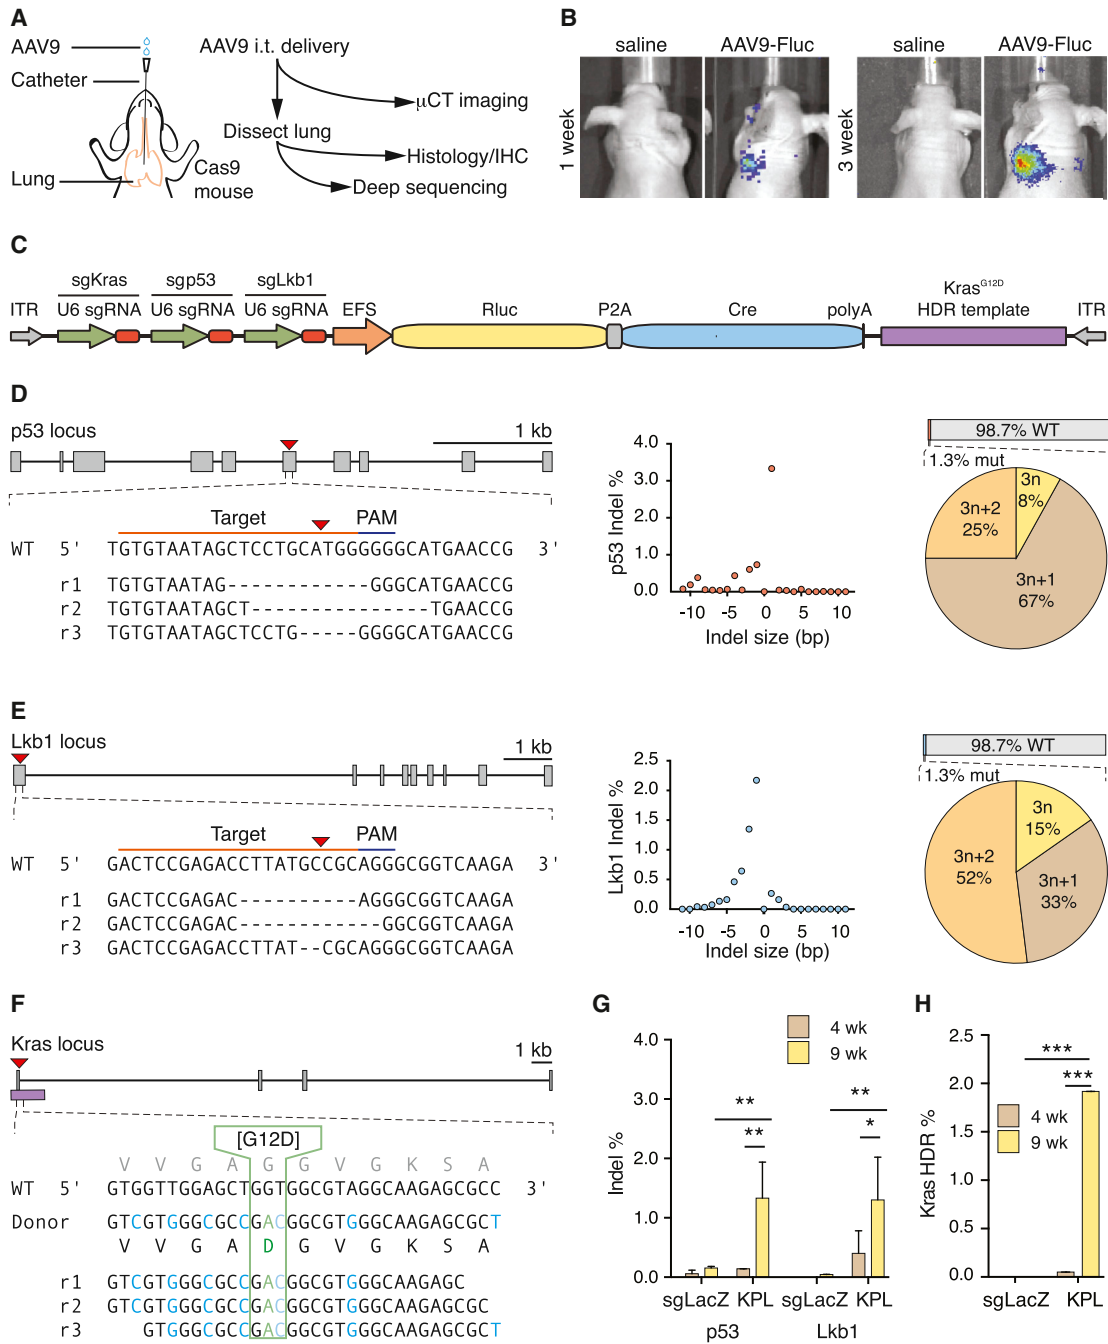 A
AAV9
Catheter
Lung
Cas9
mouse
AAV9 i.t. delivery
μCT imaging
Dissect lung
Histology/IHC
Deep sequencing
B
saline
AAV9-Fluc
saline
AAV9-Fluc
1 week
3 week
C
sgKras
sgp53
sgLkb1
Kras^G12D
ITR
U6 sgRNA
U6 sgRNA
U6 sgRNA
EFS
Rluc
P2A
Cre
polyA
HDR template
ITR
D
p53 locus
1 kb
Target
PAM
WT 5' TGTGTAATAGCTCCTGCATGGGGGGCATGAACCG 3'
r1 TGTGTAATAG------------GGGCATGAACCG
r2 TGTGTAATAGCT---------------TGAACCG
r3 TGTGTAATAGCTCCTG-----GGGGCATGAACCG
p53 Indel %
4.0
3.0
2.0
1.0
0.0
-10
-5
0
5
10
Indel size (bp)
98.7% WT
1.3% mut
3n
8%
3n+2
25%
3n+1
67%
E
Lkb1 locus
1 kb
Target
PAM
WT 5' GACTCCGAGACCTTATGCCGCAGGGCGGTCAAGA 3'
r1 GACTCCGAGAC----------AGGGCGGTCAAGA
r2 GACTCCGAGAC------------GGCGGTCAAGA
r3 GACTCCGAGACCTTAT--CGCAGGGCGGTCAAGA
Lkb1 Indel %
2.5
2.0
1.5
1.0
0.5
0.0
-10
-5
0
5
10
Indel size (bp)
98.7% WT
1.3% mut
3n
15%
3n+2
52%
3n+1
33%
F
Kras locus
1 kb
[G12D]
V V G A G G V G K S A
WT 5' GTGGTTGGAGCTGGTGGCGTAGGCAAGAGCGCC 3'
Donor GTCGTGGGCGCCGACGGCGTGGGCAAGAGCGCT
V V G A D G V G K S A
r1 GTCGTGGGCGCCGACGGCGTGGGCAAGAGC
r2 GTCGTGGGCGCCGACGGCGTGGGCAAGAGCGC
r3 GTGGGCGCCGACGGCGTGGGCAAGAGCGCT
G
4 wk
9 wk
Indel %
4.0
3.0
2.0
1.0
0.0
**
**
**
*
sgLacZ
KPL
sgLacZ
KPL
p53
Lkb1
H
Kras HDR %
2.5
2.0
1.5
1.0
0.5
0.0
***
***
4 wk
9 wk
sgLacZ
KPL